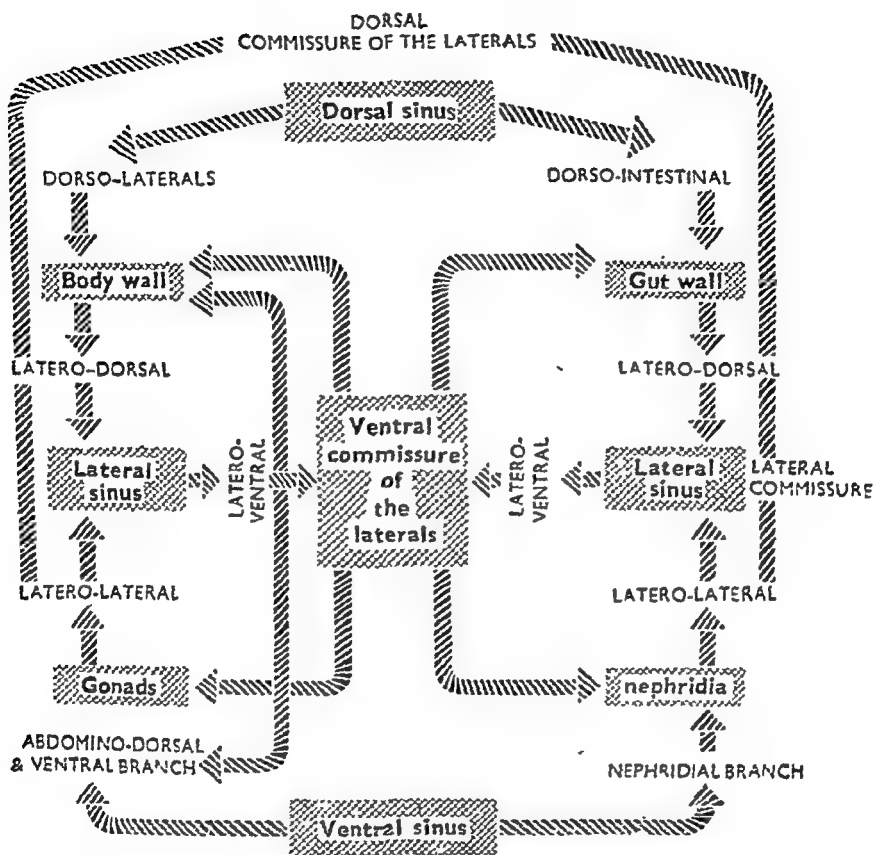 DORSAL
COMMISSURE OF THE LATERALS
Dorsal sinus
DORSO-LATERALS
DORSO-INTESTINAL
Body wall
Gut wall
LATERO-DORSAL
LATERO-DORSAL
Lateral
sinus
LATERO-
VENTRAL
Ventral
commissure
of
the
laterals
LATERO-
VENTRAL
Lateral
sinus
LATERAL
COMMISSURE
LATERO-LATERAL
LATERO-LATERAL
Gonads
nephridia
ABDOMINO-DORSAL
& VENTRAL BRANCH
NEPHRIDIAL BRANCH
Ventral sinus